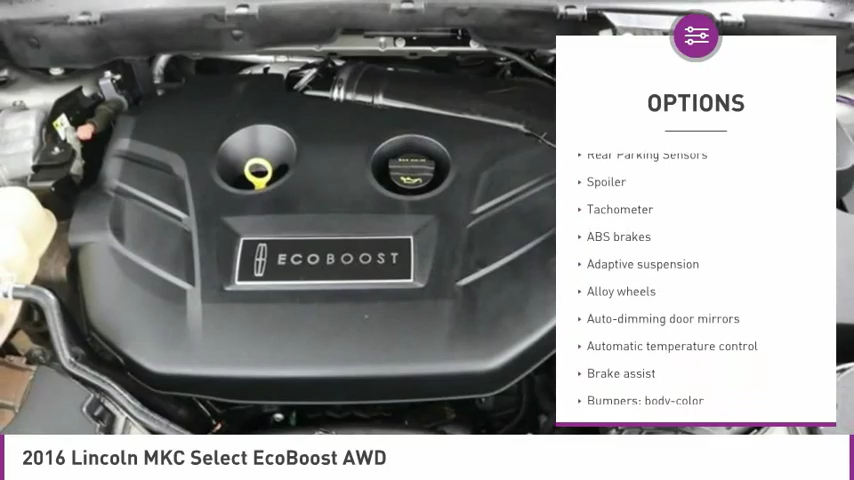 OPTIONS
Rear Parking Sensors
Spoiler
Tachometer
ABS brakes
Adaptive suspension
Alloy wheels
Auto-dimming door mirrors
Automatic temperature control
Brake assist
Bumpers: body-color
ECOBOOST
2016 Lincoln MKC Select EcoBoost AWD